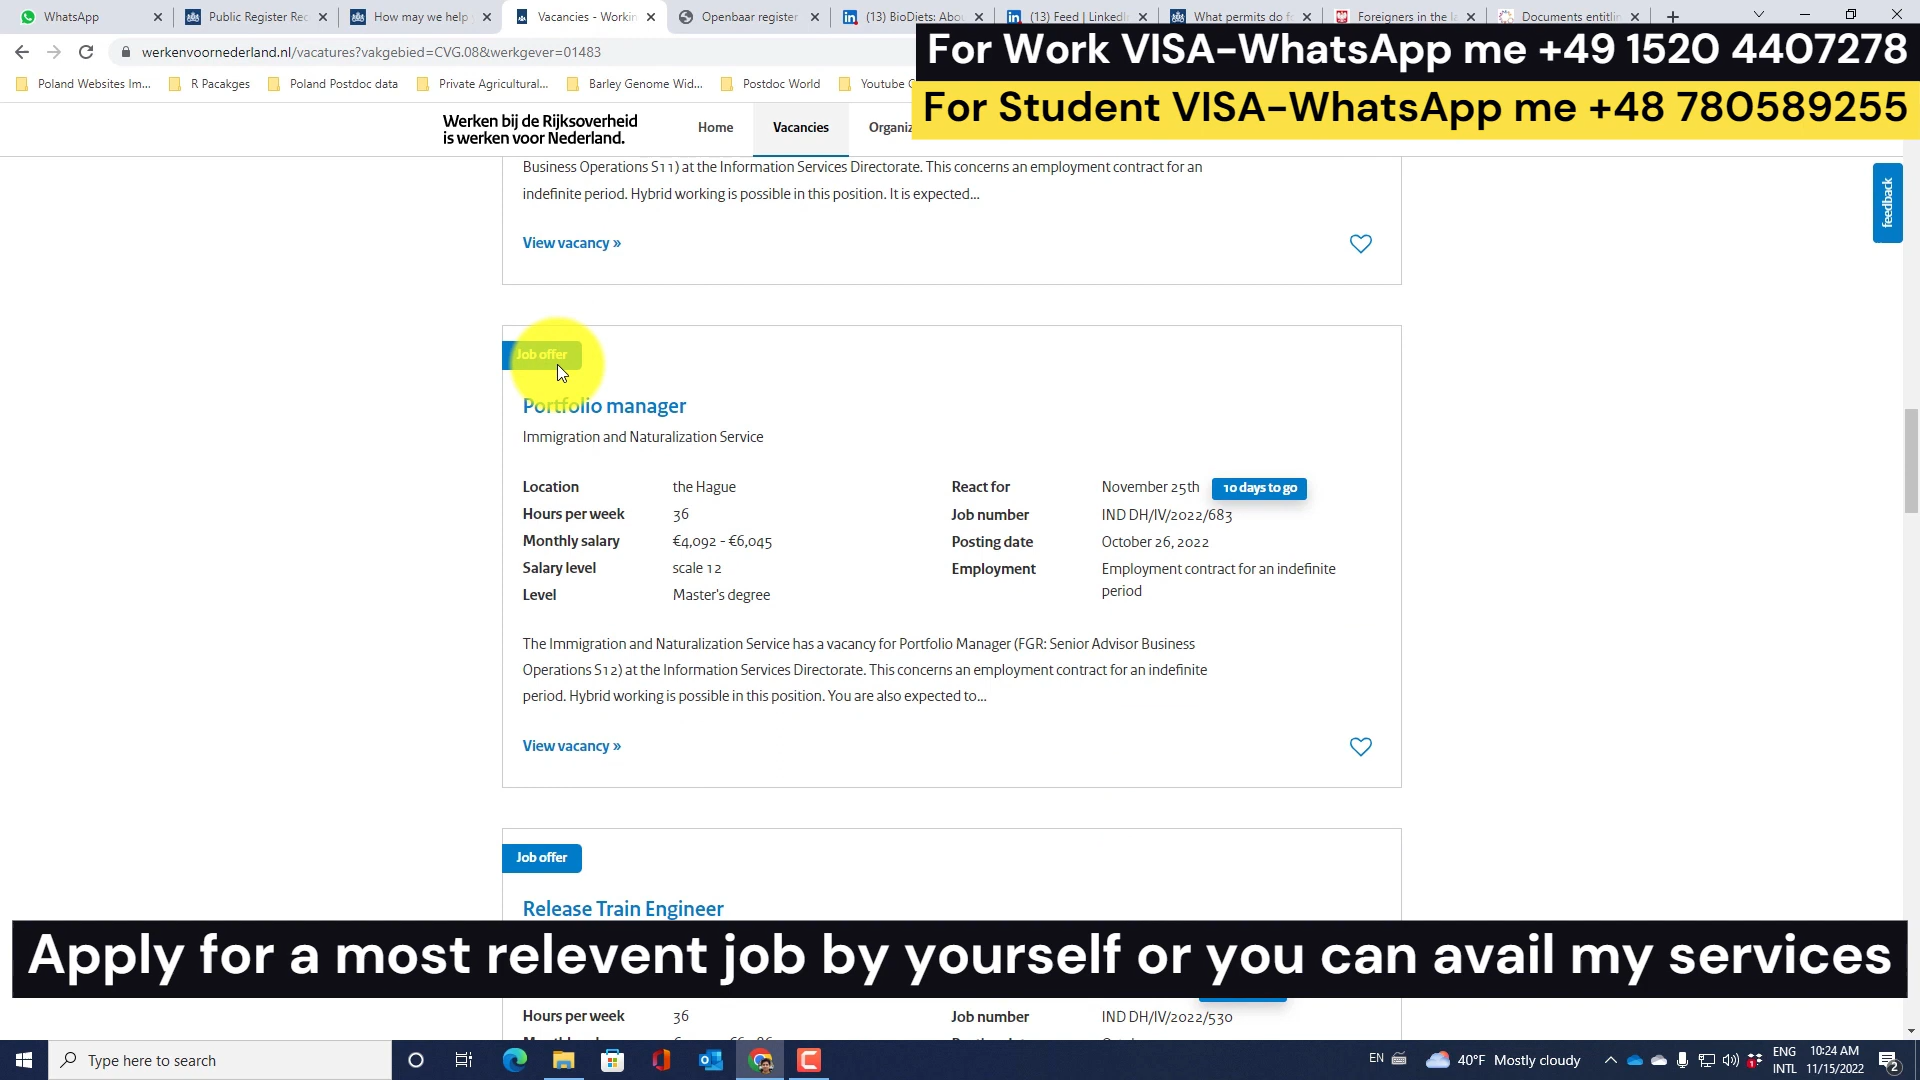 WhatsApp
Public Register Rec
How may we help
Vacancies - Workin
Openbaar register
(13) BioDiets: Abou
(13) Feed | LinkedI
What permits do fo
Foreigners in the la
Documents entitlin
werkenvoornederland.nl/vacatures?vakgebied=CVG.08&werkgever=01483
For Work VISA-WhatsApp me +49 1520 4407278
For Student VISA-WhatsApp me +48 780589255
Poland Websites Im...
R Pacakges
Poland Postdoc data
Private Agricultural...
Barley Genome Wid...
Postdoc World
Youtube
Werken bij de Rijksoverheid
is werken voor Nederland.
Home
Vacancies
Organiz
feedback
Business Operations S11) at the Information Services Directorate. This concerns an employment contract for an
indefinite period. Hybrid working is possible in this position. It is expected...
View vacancy »
Job offer
Portfolio manager
Immigration and Naturalization Service
Location the Hague
Hours per week 36
Monthly salary €4,092 - €6,045
Salary level scale 12
Level Master's degree
React for November 25th 10 days to go
Job number IND DH/IV/2022/683
Posting date October 26, 2022
Employment Employment contract for an indefinite
period
The Immigration and Naturalization Service has a vacancy for Portfolio Manager (FGR: Senior Advisor Business
Operations S12) at the Information Services Directorate. This concerns an employment contract for an indefinite
period. Hybrid working is possible in this position. You are also expected to...
View vacancy »
Job offer
Release Train Engineer
Apply for a most relevent job by yourself or you can avail my services
Hours per week 36
Job number IND DH/IV/2022/530
Type here to search
EN
40°F Mostly cloudy
ENG
INTL
10:24 AM
11/15/2022
2